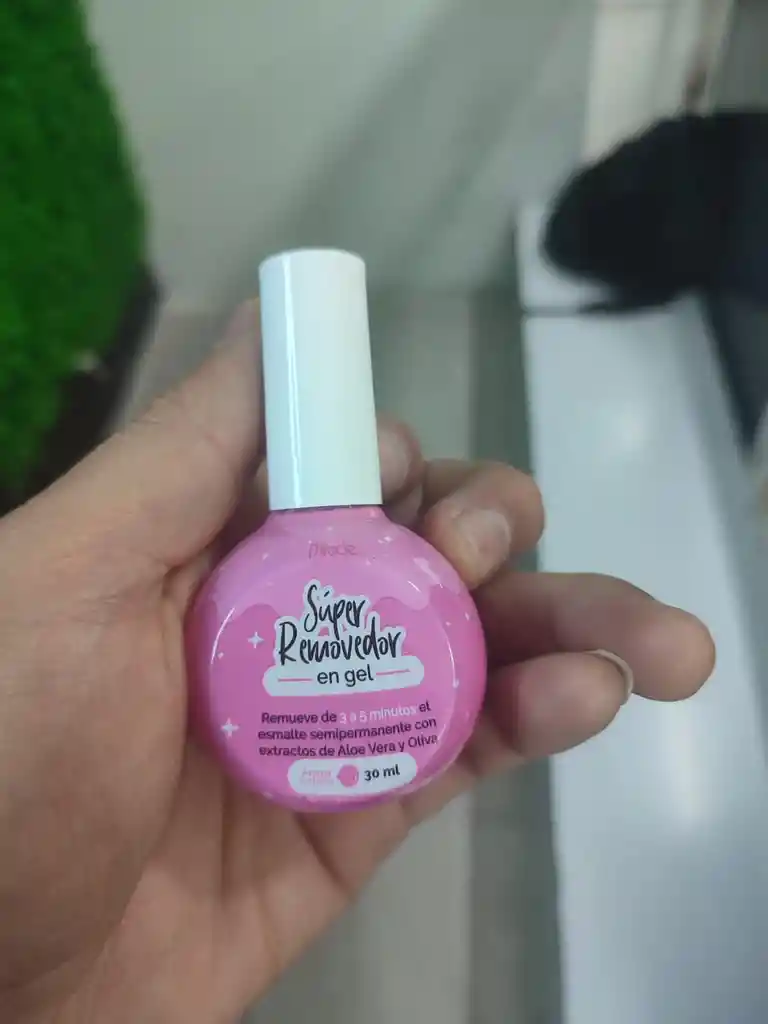 Súper
Removedor
en gel
Remueve de 3 a 5 minutos el
esmalte semipermanente con
extractos de Aloe Vera y Oliva
30 ml